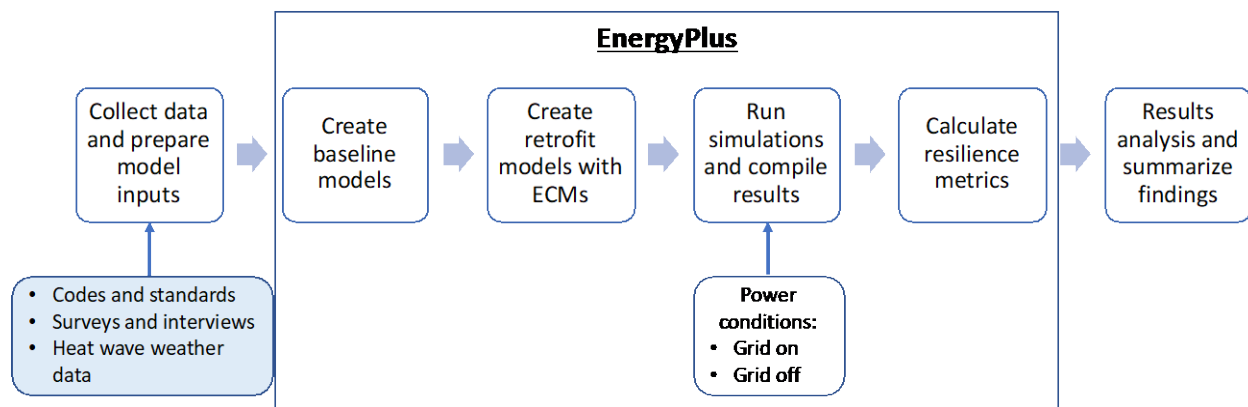 EnergyPlus
Collect data
and prepare
model
inputs
Create
baseline
models
Create
retrofit
models with
ECMs
Run
simulations
and compile
results
Calculate
resilience
metrics
Results
analysis and
summarize
findings
• Codes and standards
• Surveys and interviews
• Heat wave weather
data
Power
conditions:
• Grid on
• Grid off